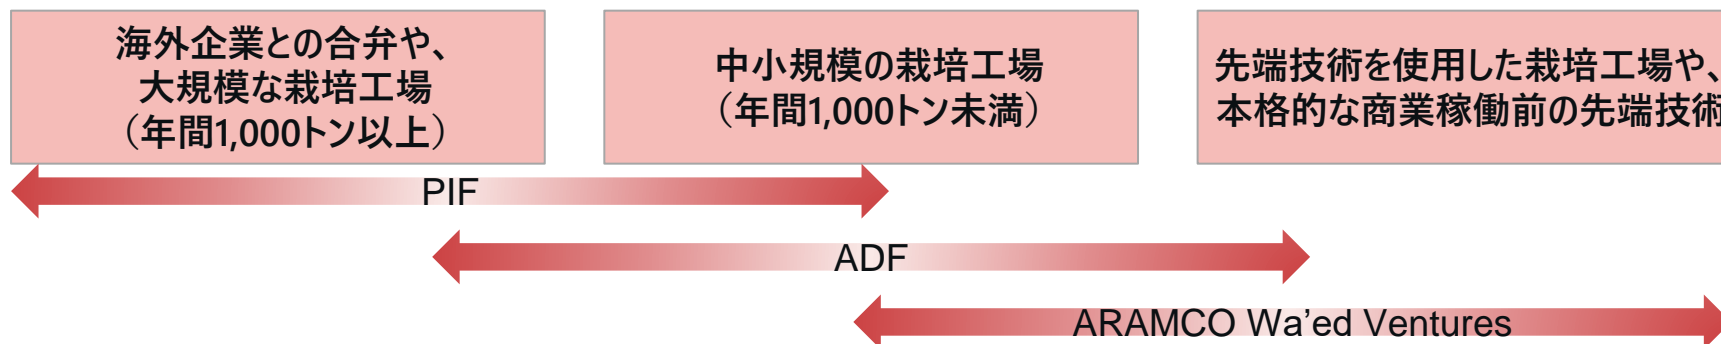 海外企業との合弁や、
大規模な栽培工場
（年間1,000トン以上）
中小規模の栽培工場
（年間1,000トン未満）
先端技術を使用した栽培工場や、
本格的な商業稼働前の先端技術
PIF
ADF
ARAMCO Wa’ed Ventures